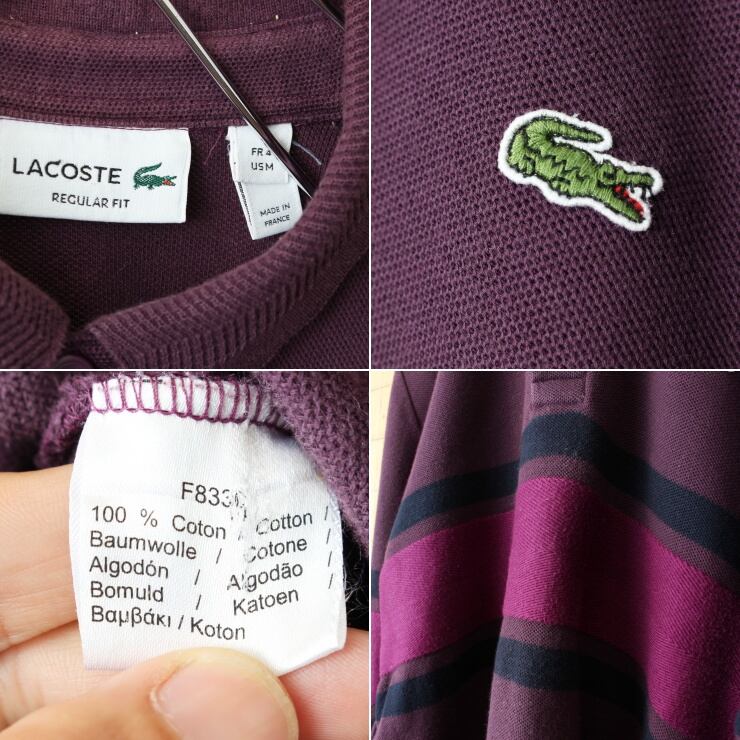 LACOSTE
REGULAR FIT
FR 4
US M
MADE IN
FRANCE
100 % Coton / Cotton /
Baumwolle / Cotone /
Algodón / Algodão /
Bomuld / Katoen /
Βαμβάκι / Koton